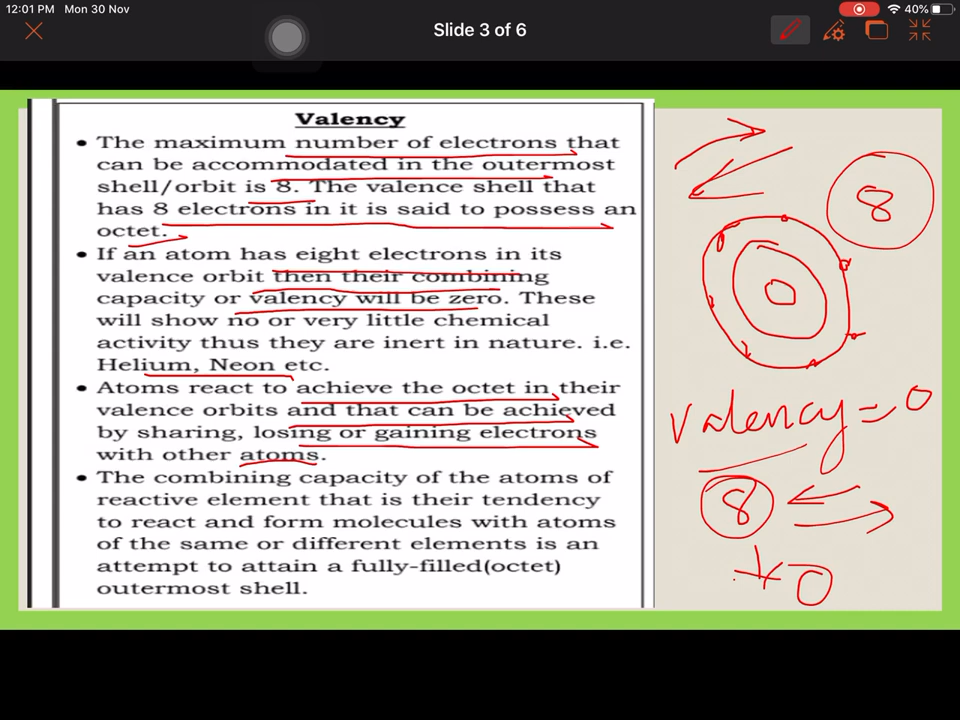 12:01 PM Mon 30 Nov
40%
Slide 3 of 6
Valency
• The maximum number of electrons that
can be accommodated in the outermost
shell/orbit is 8. The valence shell that
has 8 electrons in it is said to possess an
octet.
• If an atom has eight electrons in its
valence orbit then their combining
capacity or valency will be zero. These
will show no or very little chemical
activity thus they are inert in nature. i.e.
Helium, Neon etc.
• Atoms react to achieve the octet in their
valence orbits and that can be achieved
by sharing, losing or gaining electrons
with other atoms.
• The combining capacity of the atoms of
reactive element that is their tendency
to react and form molecules with atoms
of the same or different elements is an
attempt to attain a fully-filled(octet)
outermost shell.
8
valency = 0
8